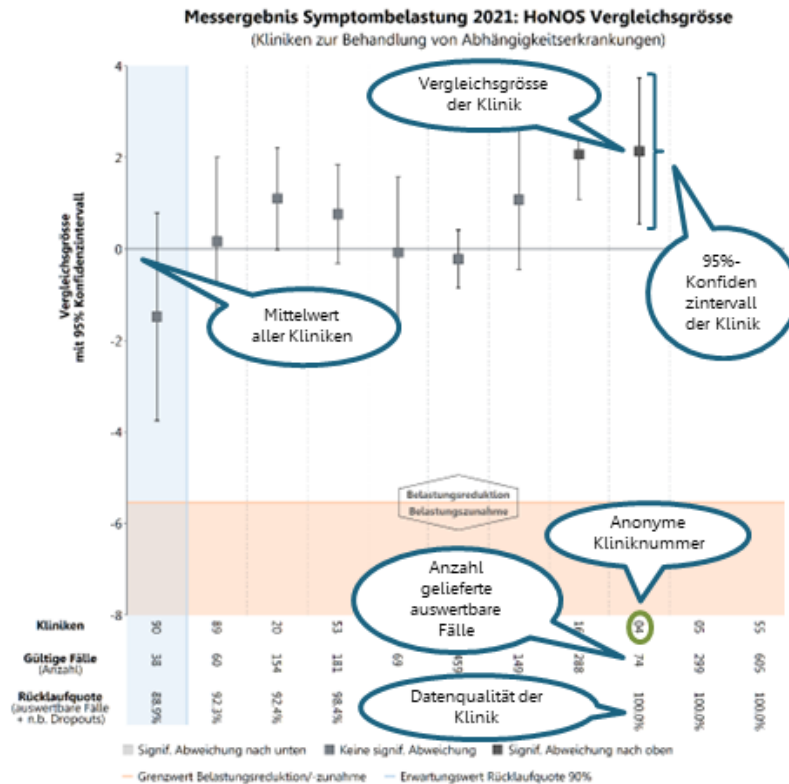 Messergebnis Symptombelastung 2021: HoNOS Vergleichsgrösse
(Kliniken zur Behandlung von Abhängigkeitserkrankungen)
Vergleichsgrösse
mit 95% Konfidenzintervall
4
2
0
-2
-4
-6
-8
Vergleichsgrösse
der Klinik
95%-
Konfiden
zintervall
der Klinik
Mittelwert
aller Kliniken
Belastungsreduktion
Belastungszunahme
Anonyme
Kliniknummer
Anzahl
gelieferte
auswertbare
Fälle
Datenqualität der
Klinik
Kliniken 90 89 20 53 16 04 05 55
Gültige Fälle 38 60 154 181 69 459 149 288 74 299 605
(Anzahl)
Rücklaufquote 88.9% 92.3% 92.4% 98.4% 100.0% 100.0% 100.0%
(auswertbare Fälle
+ n.b. Dropouts)
Signif. Abweichung nach unten Keine signif. Abweichung Signif. Abweichung nach oben
Grenzwert Belastungsreduktion/-zunahme Erwartungswert Rücklaufquote 90%